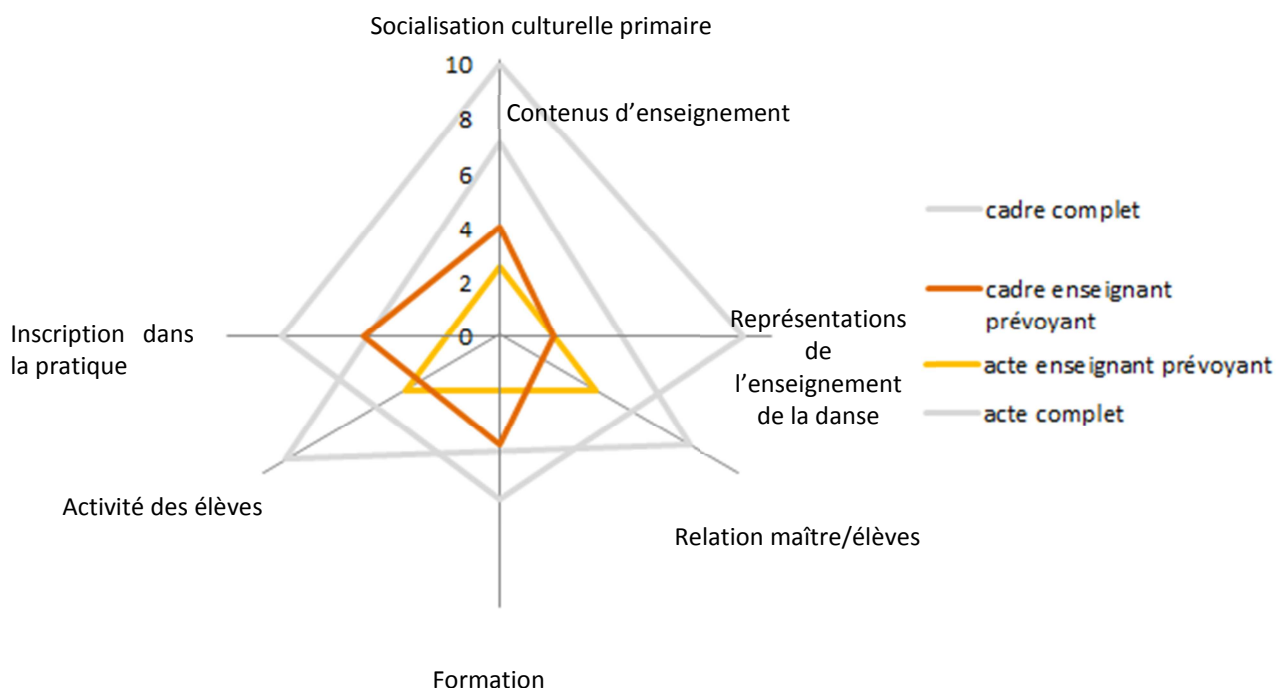 Socialisation culturelle primaire
10
Contenus d’enseignement
8
6
cadre complet
4
cadre enseignant
prévoyant
2
Inscription dans
la pratique
0
Représentations
de
l’enseignement
de la danse
acte enseignant prévoyant
acte complet
Activité des élèves
Relation maître/élèves
Formation